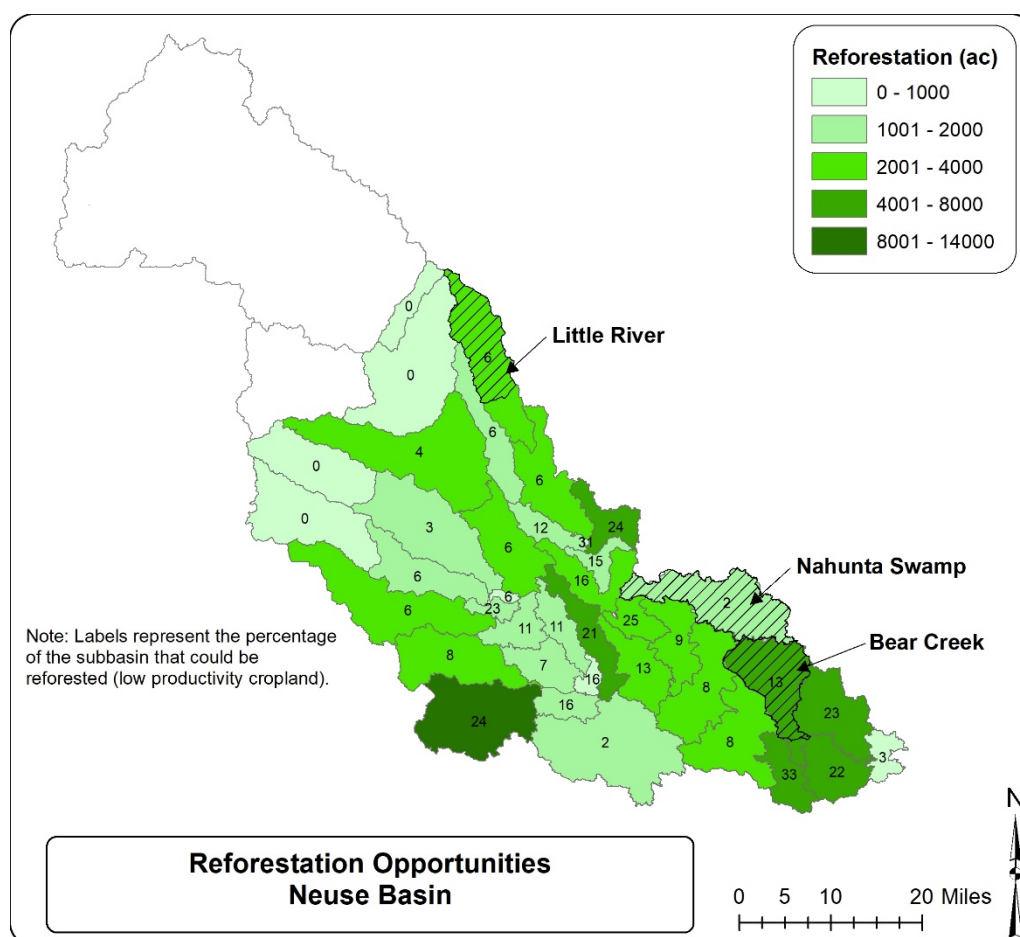 Reforestation (ac)
0 - 1000
1001 - 2000
2001 - 4000
4001 - 8000
8001 - 14000
0
6
Little River
0
6
4
0
6
3
24
12
31
0
6
15
16
6
Nahunta Swamp
2
6
23
6
25
11
11
21
9
Bear Creek
Note: Labels represent the percentage
of the subbasin that could be
reforested (low productivity cropland).
8
7
16
13
13
8
16
23
24
2
8
3
33
22
N
Reforestation Opportunities
Neuse Basin
0 5 10 20 Miles